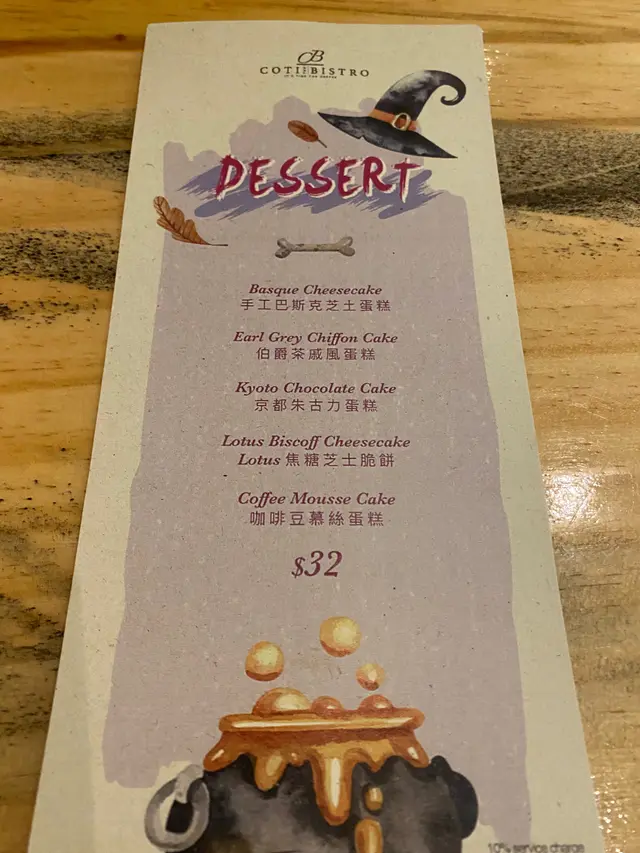 CB
COTI BISTRO
DESSERT
Basque Cheesecake
手工巴斯克芝士蛋糕
Earl Grey Chiffon Cake
伯爵茶戚風蛋糕
Kyoto Chocolate Cake
京都朱古力蛋糕
Lotus Biscoff Cheesecake
Lotus 焦糖芝士脆餅
Coffee Mousse Cake
咖啡豆慕絲蛋糕
$32
10% service charge